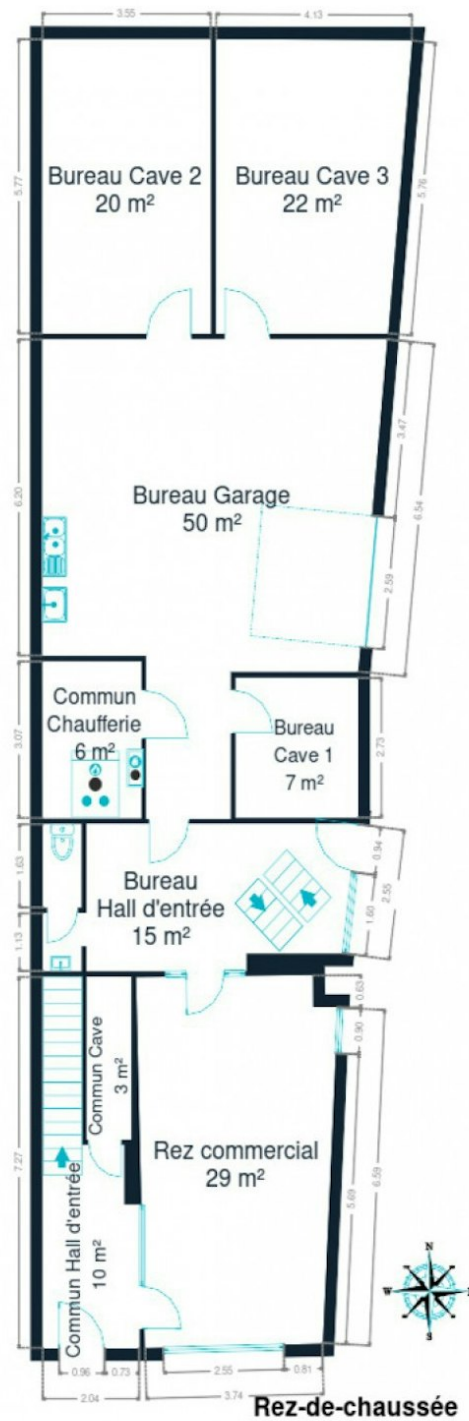 3.55
4.13
5.77
Bureau Cave 2
20 m²
Bureau Cave 3
22 m²
5.76
6.20
Bureau Garage
50 m²
3.47
6.54
2.59
3.07
Commun
Chaufferie
6 m²
Bureau
Cave 1
7 m²
2.73
1.63
1.13
Bureau
Hall d'entrée
15 m²
0.94
2.55
1.60
0.63
0.90
7.27
Commun Cave
3 m²
Rez commercial
29 m²
5.69
6.59
Commun Hall d'entrée
10 m²
N
W
S
0.96
0.73
2.04
2.55
0.81
3.74
Rez-de-chaussée